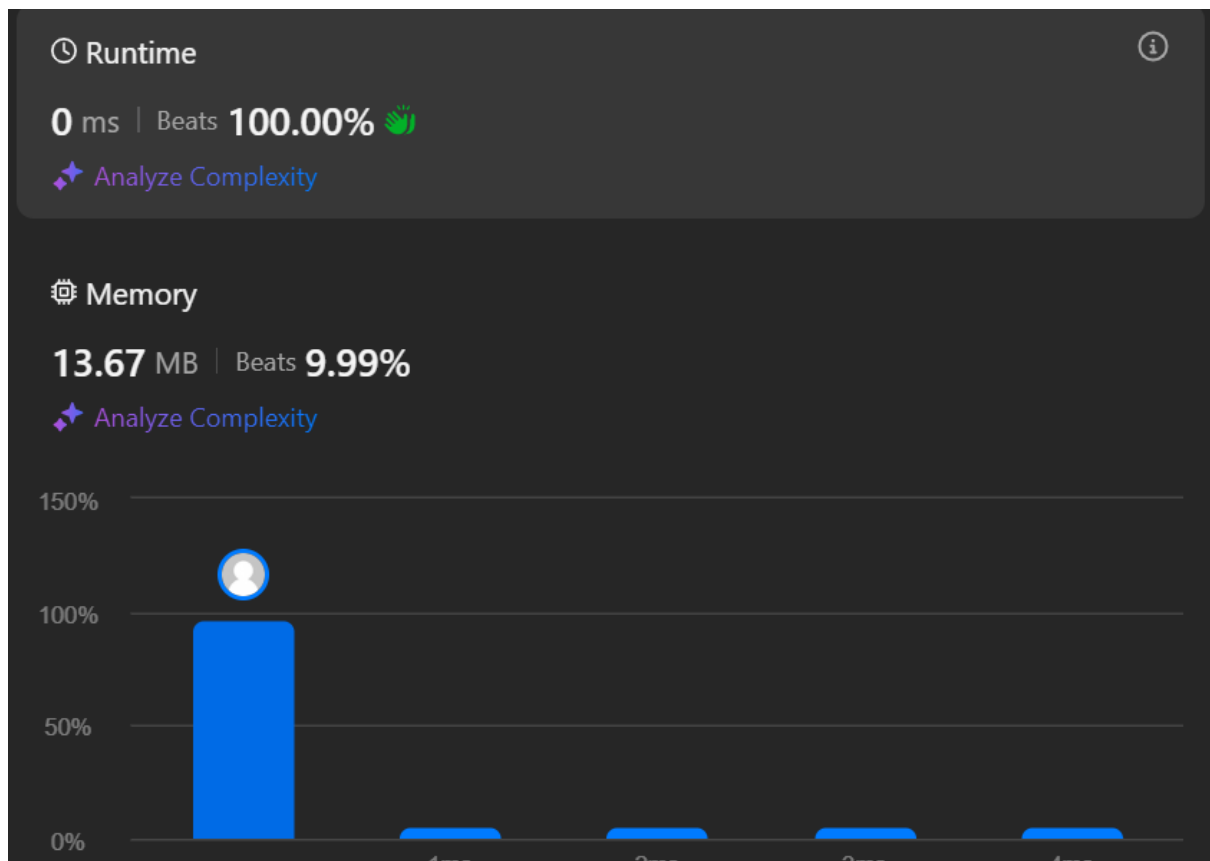 Runtime
0 ms | Beats 100.00%
Analyze Complexity
Memory
13.67 MB | Beats 9.99%
Analyze Complexity
150%
100%
50%
0%